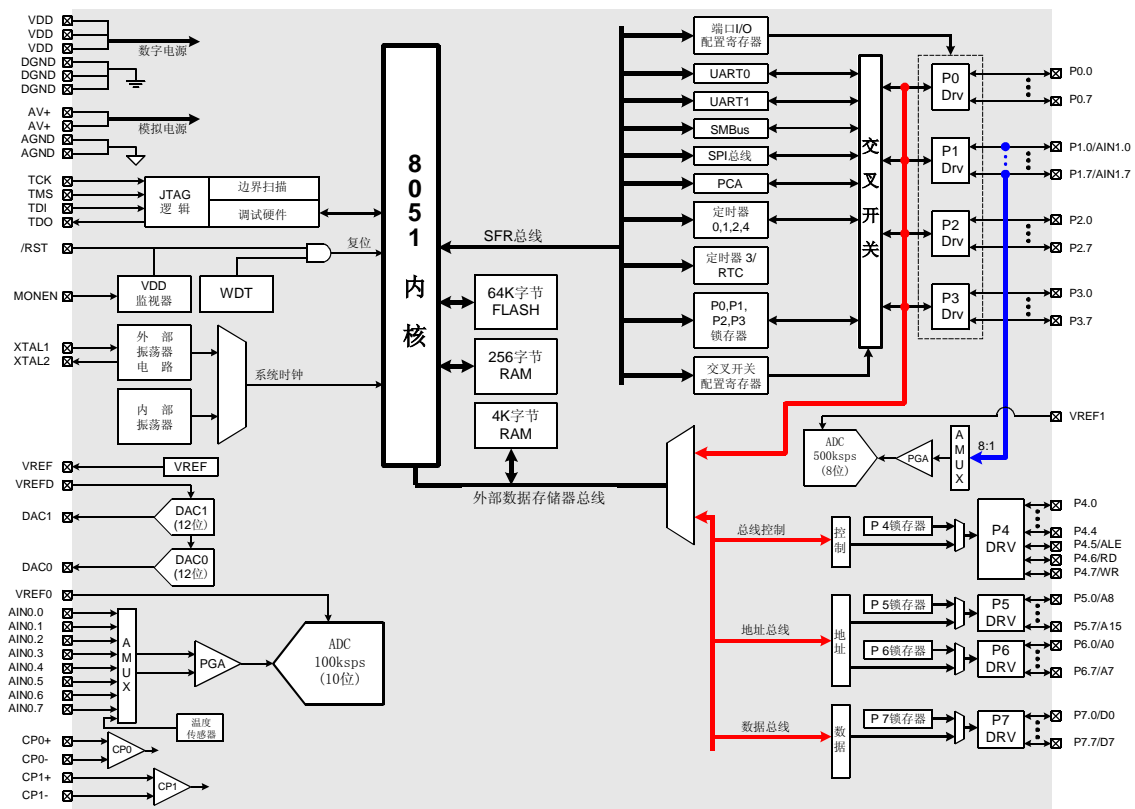 VDD
VDD
VDD
数字电源
DGND
DGND
DGND
AV+
AV+
模拟电源
AGND
AGND
TCK
TMS
TDI
TDO
JTAG
逻 辑
边界扫描
调试硬件
/RST
复位
MONEN
VDD
监视器
WDT
XTAL1
XTAL2
外 部
振荡器
电 路
内 部
振荡器
系统时钟
VREF
VREF
VREFD
DAC1
DAC1
(12位)
DAC0
DAC0
(12位)
VREF0
AIN0.0
AIN0.1
AIN0.2
AIN0.3
AIN0.4
AIN0.5
AIN0.6
AIN0.7
A
M
U
X
PGA
ADC
100ksps
(10位)
温度
传感器
CP0+
CP0-
CP0
CP1+
CP1-
CP1
8
0
5
1
内
核
SFR总线
64K字节
FLASH
256字节
RAM
4K字节
RAM
外部数据存储器总线
端口I/O
配置寄存器
UART0
UART1
SMBus
SPI总线
PCA
定时器
0,1,2,4
定时器 3/
RTC
P0,P1,
P2,P3
锁存器
交叉开关
配置寄存器
交
叉
开
关
P0
Drv
P1
Drv
P2
Drv
P3
Drv
P0.0
P0.7
P1.0/AIN1.0
P1.7/AIN1.7
P2.0
P2.7
P3.0
P3.7
VREF1
ADC
500ksps
(8位)
PGA
A
M
U
X
8:1
总线控制
控
制
P 4锁存器
P4
DRV
P4.0
P4.4
P4.5/ALE
P4.6/RD
P4.7/WR
地址总线
地
址
P 5锁存器
P5
DRV
P5.0/A8
P5.7/A15
P 6锁存器
P6
DRV
P6.0/A0
P6.7/A7
数据总线
数
据
P 7锁存器
P7
DRV
P7.0/D0
P7.7/D7